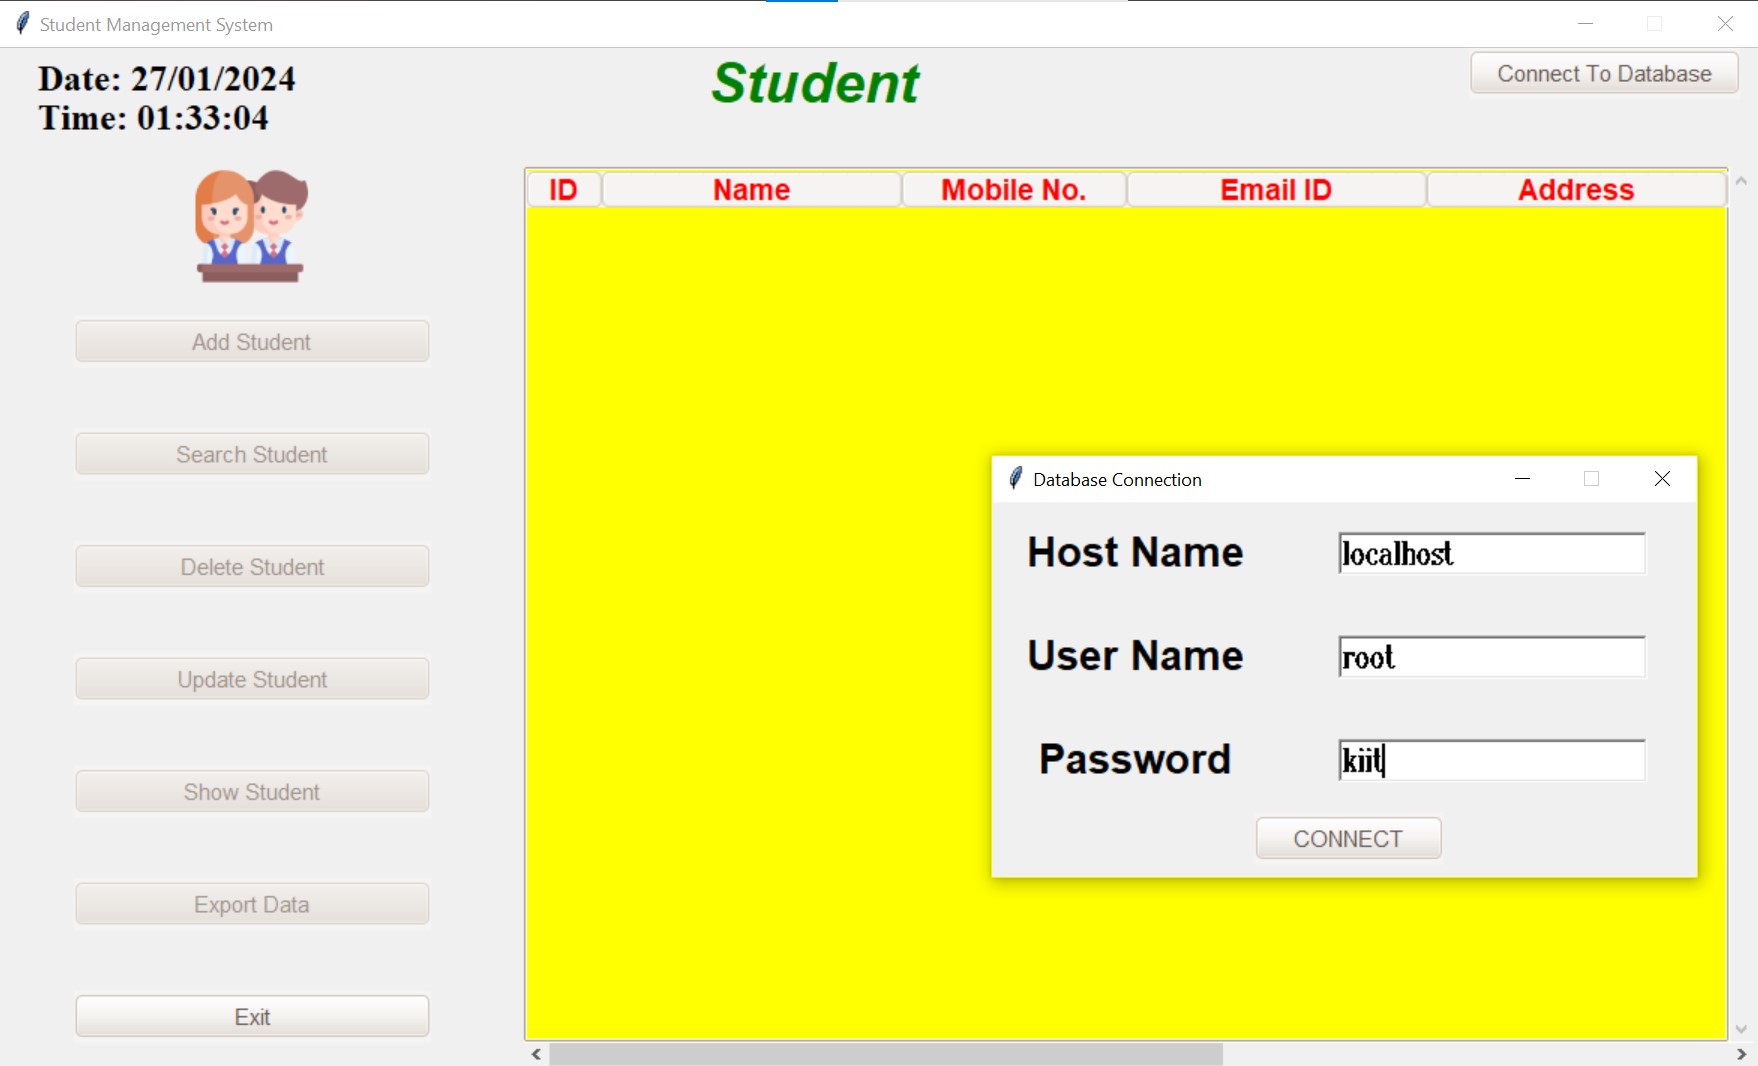 Student Management System
Date: 27/01/2024
Time: 01:33:04
Student
Connect To Database
ID Name Mobile No. Email ID Address
Add Student
Search Student
Delete Student
Update Student
Show Student
Export Data
Exit
Database Connection
Host Name localhost
User Name root
Password kiit
CONNECT